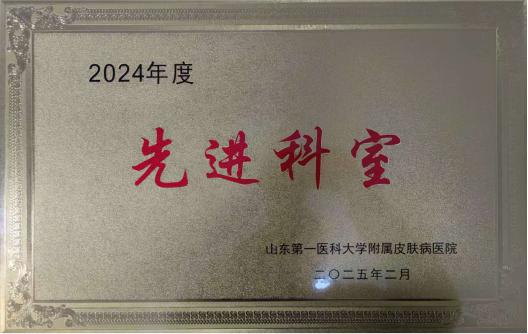 2024年度
先进科室
山东第一医科大学附属皮肤病医院
二〇二五年二月